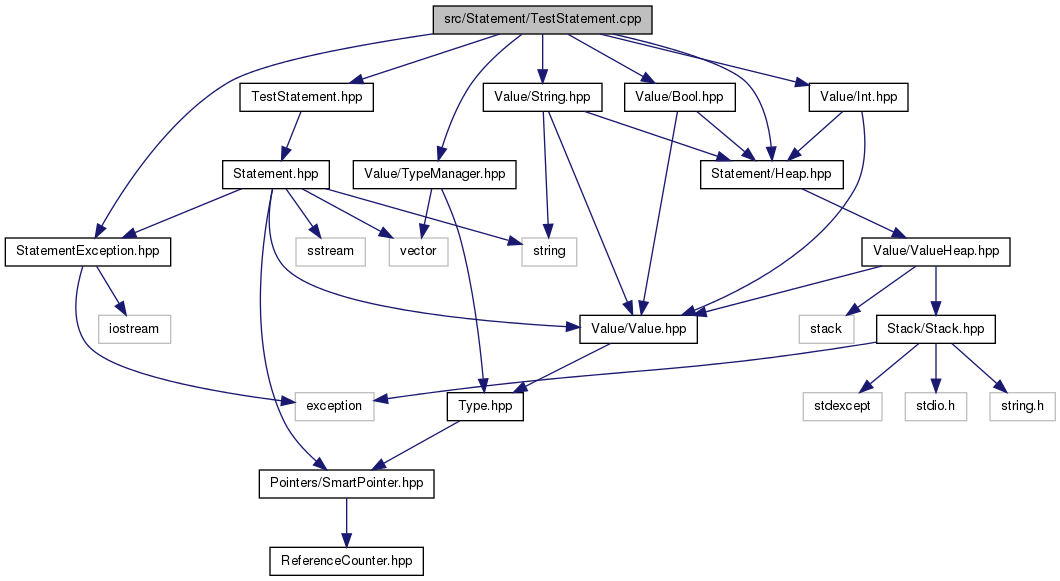 src/Statement/TestStatement.cpp
TestStatement.hpp
Value/String.hpp
Value/Bool.hpp
Value/Int.hpp
Statement.hpp
Value/TypeManager.hpp
Statement/Heap.hpp
StatementException.hpp
sstream
vector
string
Value/ValueHeap.hpp
iostream
Value/Value.hpp
stack
Stack/Stack.hpp
exception
Type.hpp
stdexcept
stdio.h
string.h
Pointers/SmartPointer.hpp
ReferenceCounter.hpp